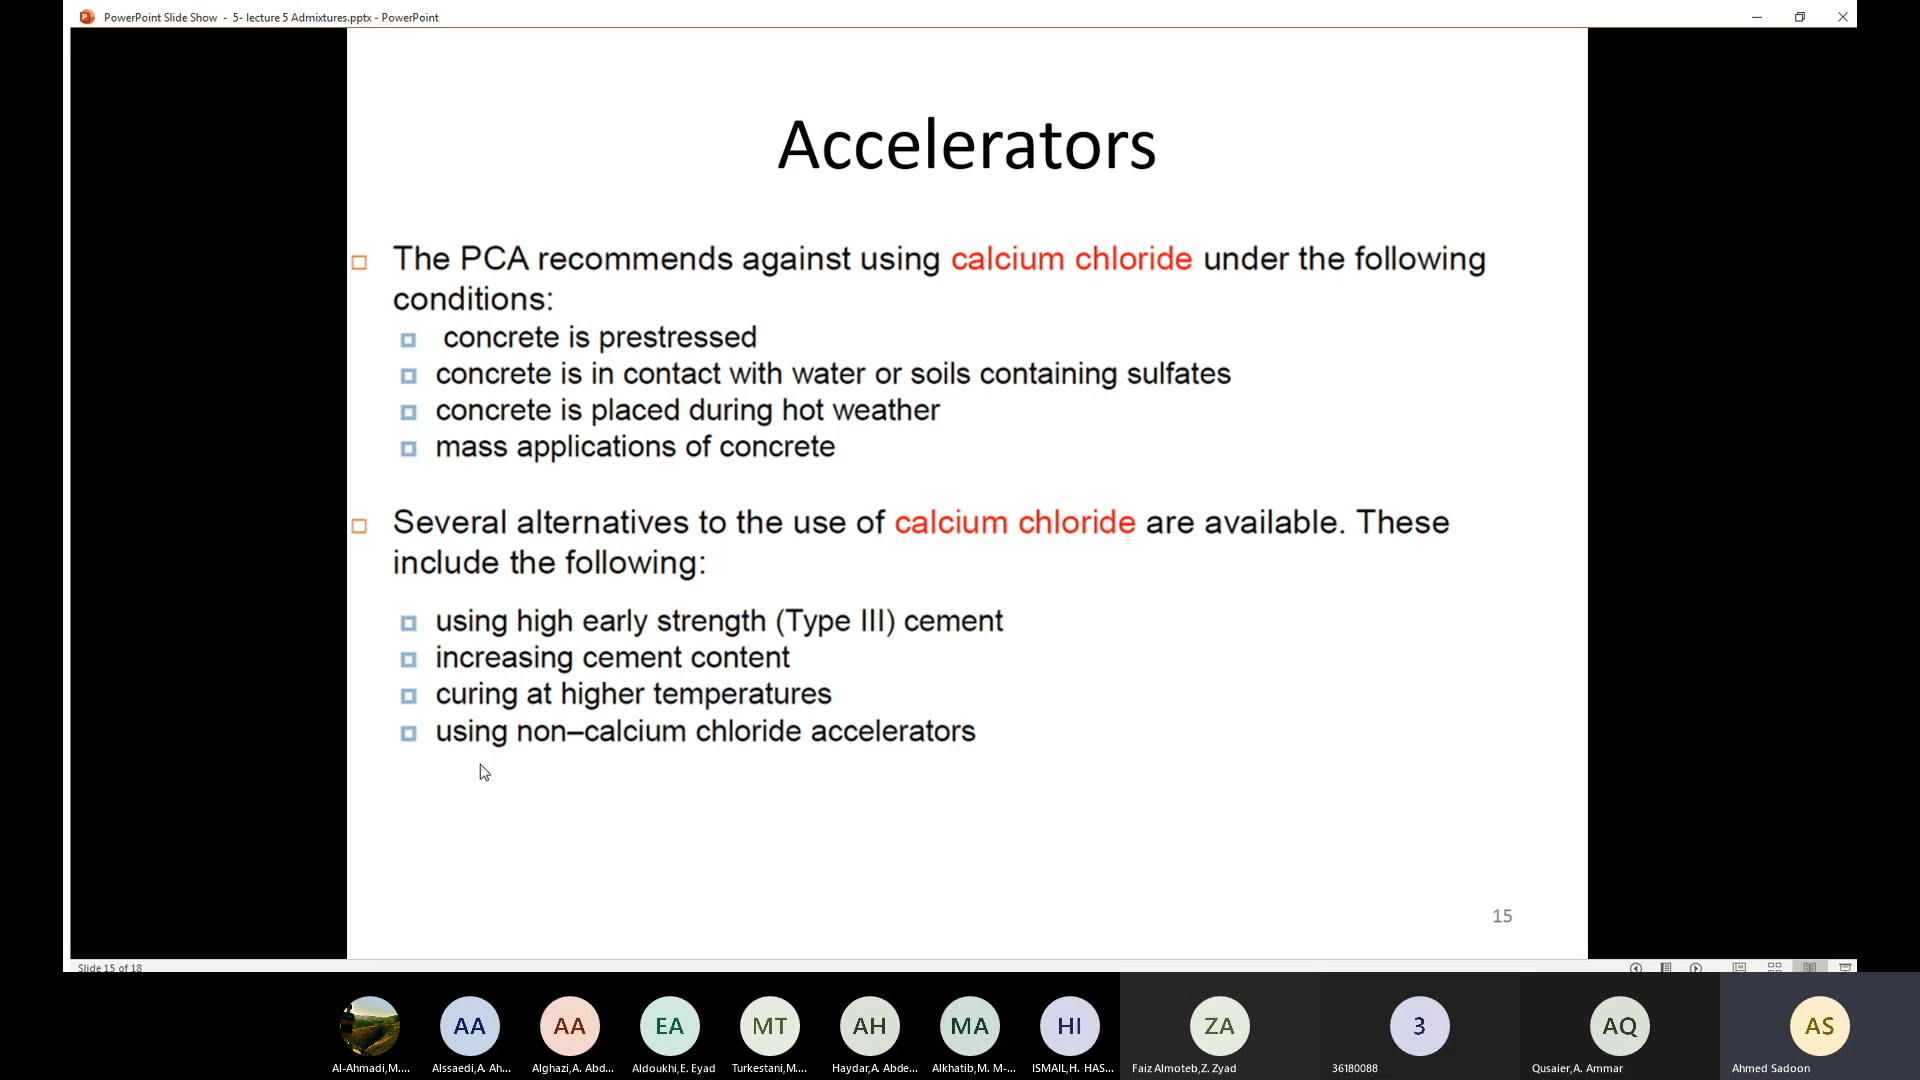 PowerPoint Slide Show - 5- lecture 5 Admixtures.pptx - PowerPoint
Accelerators
The PCA recommends against using calcium chloride under the following
conditions:
concrete is prestressed
concrete is in contact with water or soils containing sulfates
concrete is placed during hot weather
mass applications of concrete
Several alternatives to the use of calcium chloride are available. These
include the following:
using high early strength (Type III) cement
increasing cement content
curing at higher temperatures
using non–calcium chloride accelerators
15
Slide 15 of 18
AA AA EA MT AH MA HI ZA 3 AQ AS
Al-Ahmadi,M.... Alssaedi,A. Ah... Alghazi,A. Abd... Aldoukhi,E. Eyad Turkestani,M.... Haydar,A. Abde... Alkhatib,M. M-... ISMAIL,H. HAS... Faiz Almoteb,Z. Zyad 36180088 Qusaier,A. Ammar Ahmed Sadoon